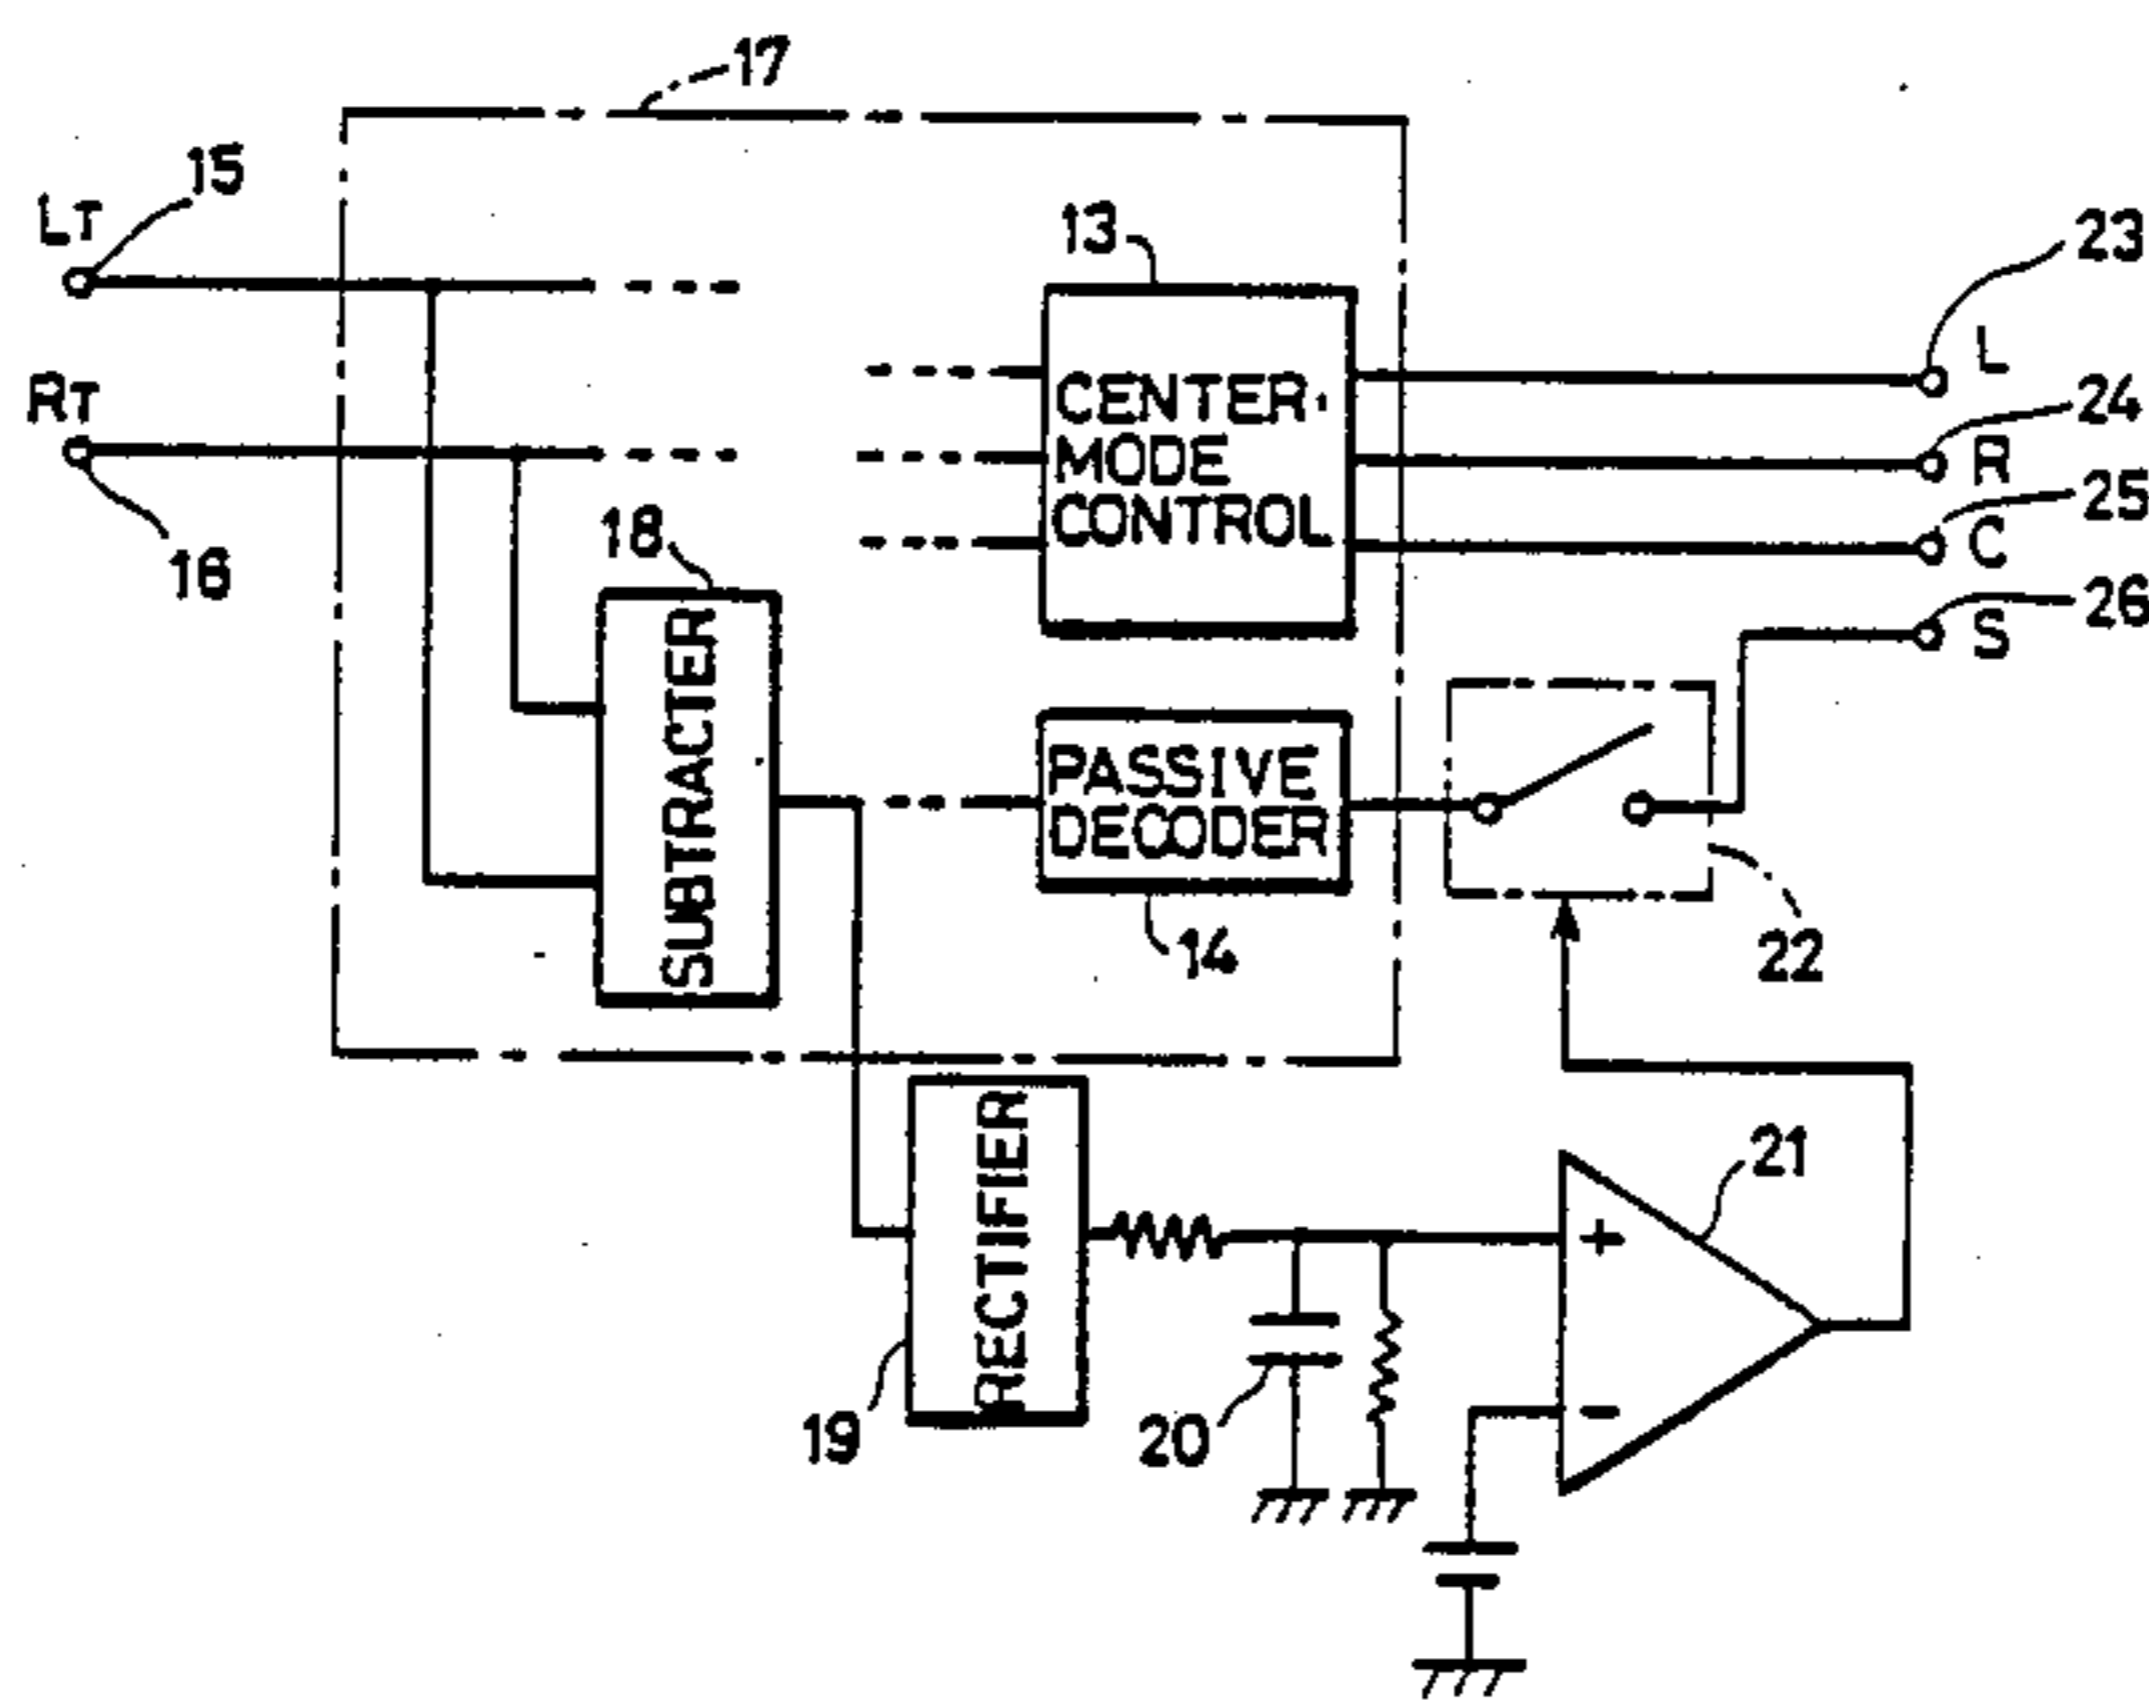 17
15
LT
13
23
L
RT
24
CENTER
MODE
CONTROL
R
25
16
18
C
26
S
SUBTRACTER
PASSIVE
DECODER
14
22
RECTIFIER
21
+
19
20
−